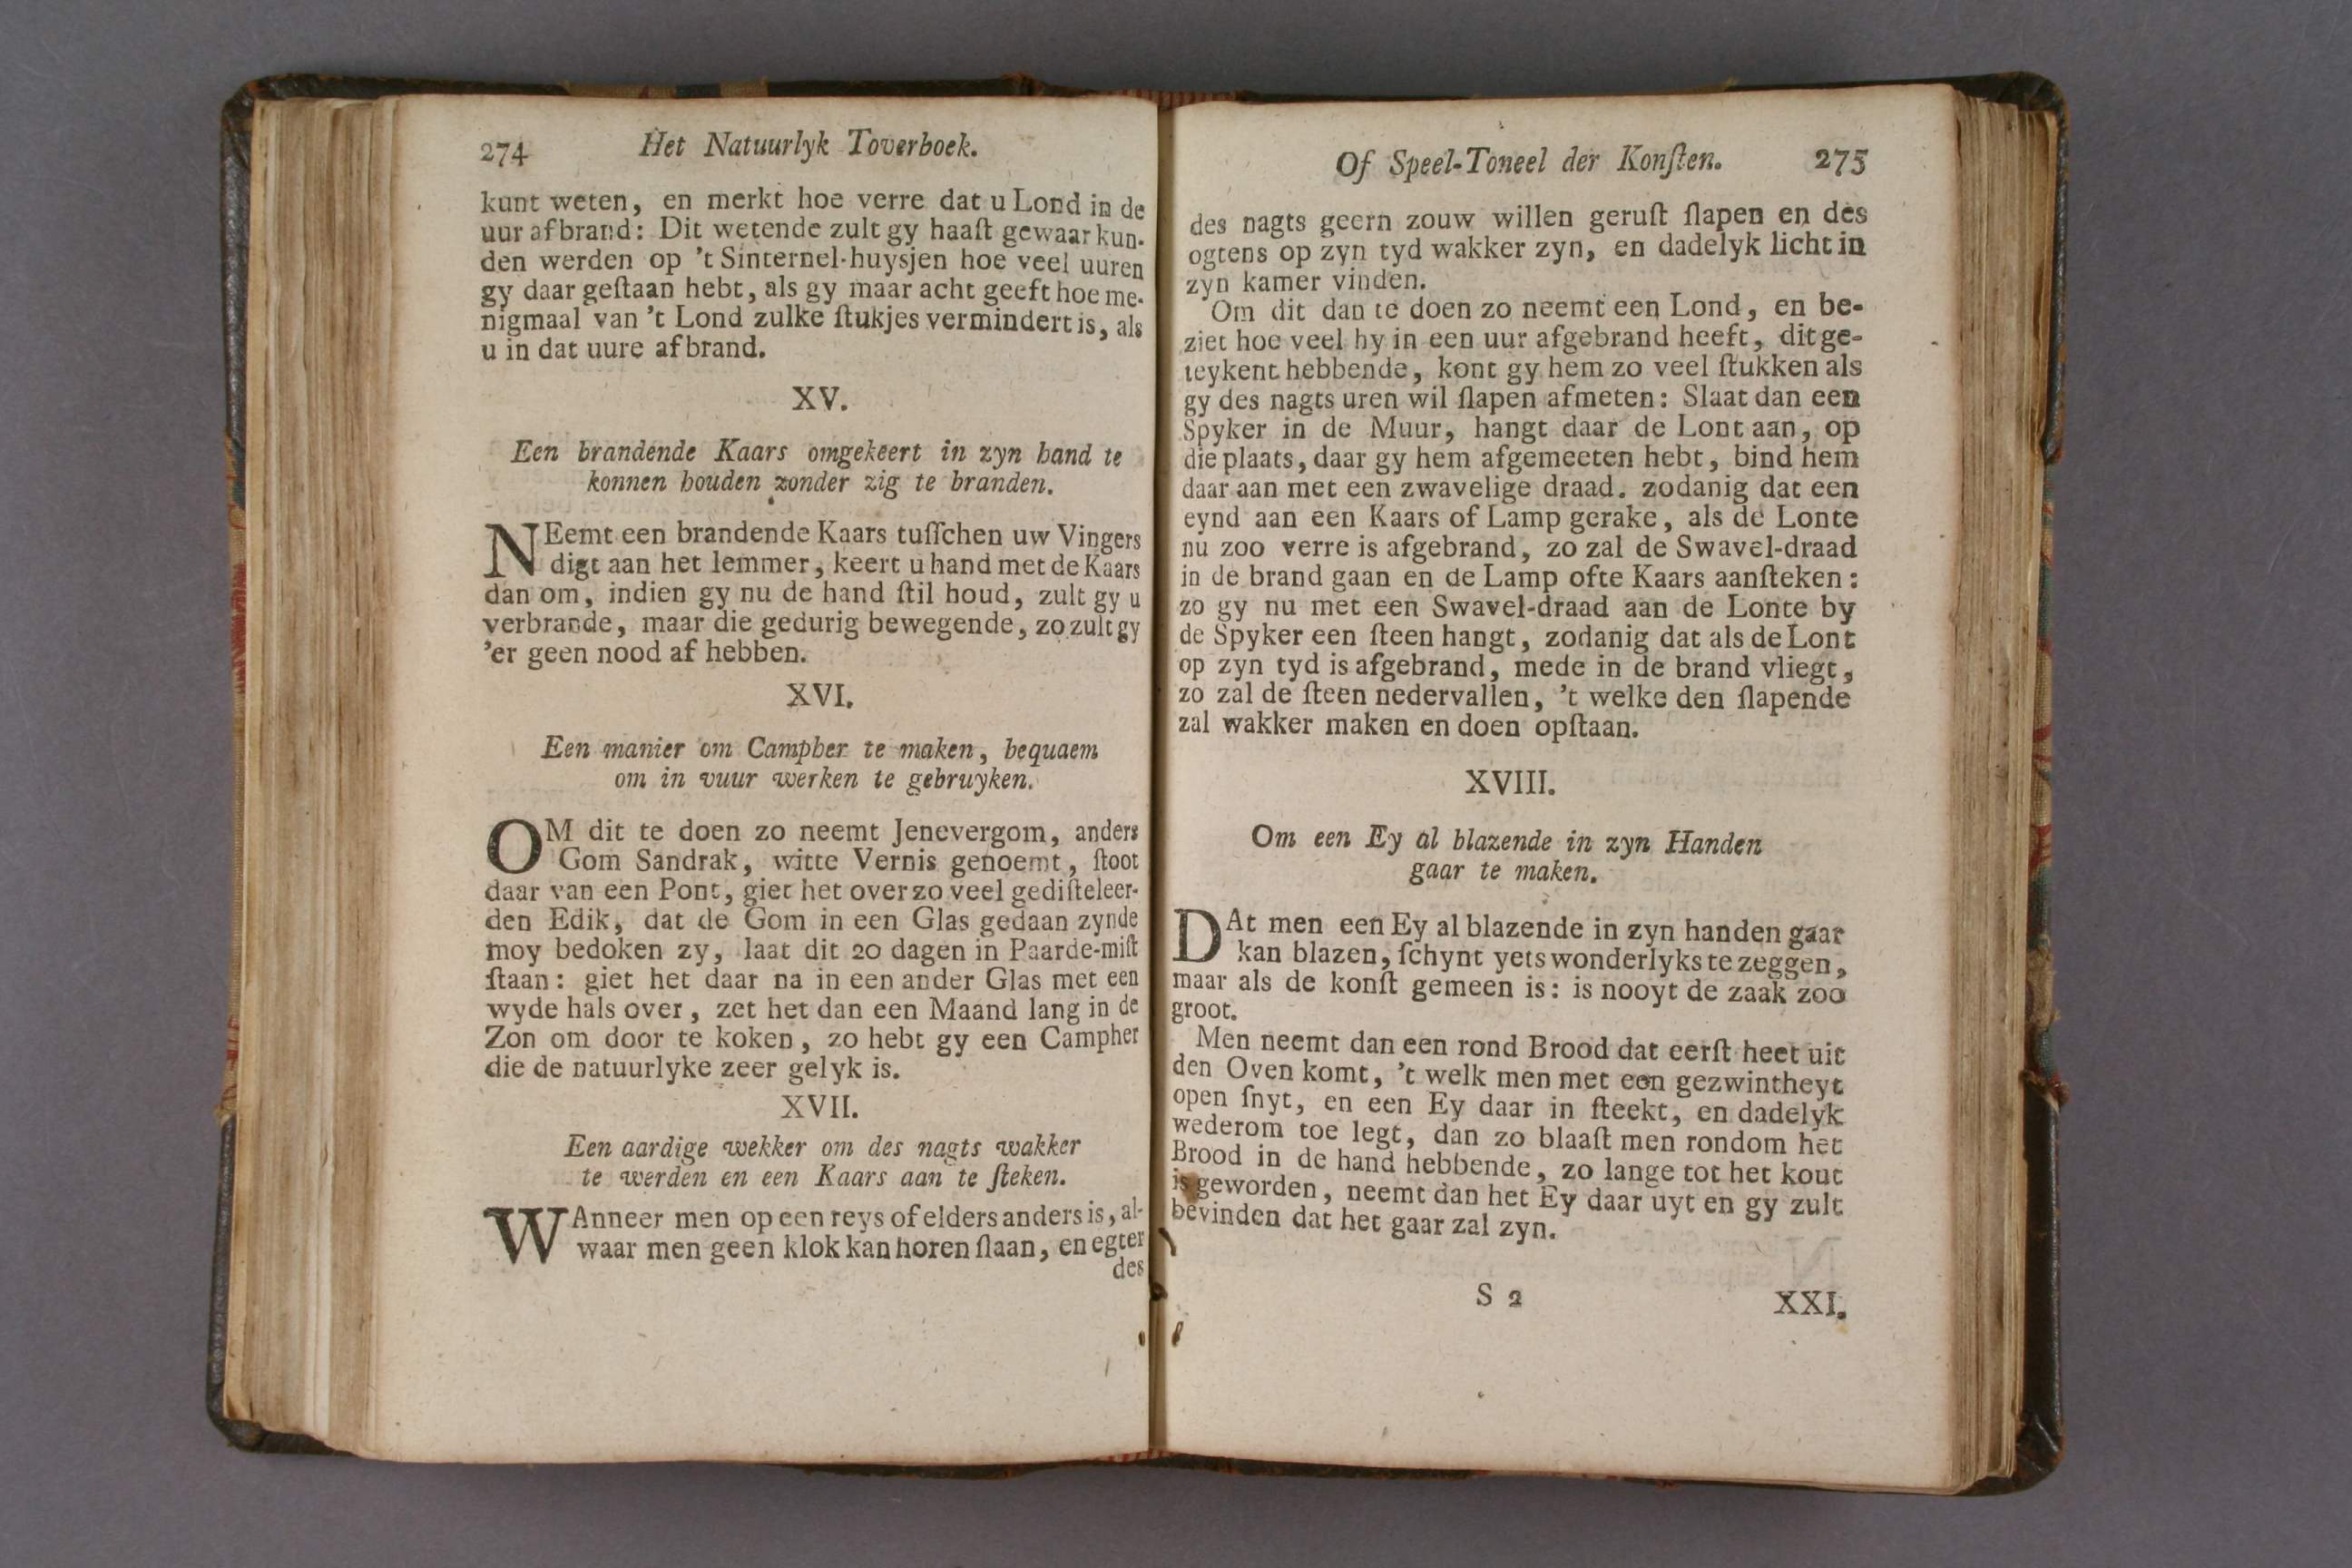 274 Het Natuurlyk Toverboek.
kunt weten, en merkt hoe verre dat u Lond in de
uur afbrand: Dit wetende zult gy haaſt gewaar kun-
den werden op 't Sinternel-huysjen hoe veel uuren
gy daar geſtaan hebt, als gy maar acht geeft hoe me-
nigmaal van 't Lond zulke ſtukjes vermindert is, als
u in dat uure afbrand.
XV.
Een brandende Kaars omgekeert in zyn hand te
konnen houden zonder zig te branden.
NEemt een brandende Kaars tuſſchen uw Vingers
digt aan het lemmer, keert u hand met de Kaars
dan om, indien gy nu de hand ſtil houd, zult gy u
verbrande, maar die gedurig bewegende, zo zult gy
'er geen nood af hebben.
XVI.
Een manier om Campher te maken, bequaem
om in vuur werken te gebruyken.
OM dit te doen zo neemt Jenevergom, anders
Gom Sandrak, witte Vernis genoemt, ſtoot
daar van een Pont, giet het over zo veel gediſteleer-
den Edik, dat de Gom in een Glas gedaan zynde
moy bedoken zy, laat dit 20 dagen in Paarde-miſt
ſtaan: giet het daar na in een ander Glas met een
wyde hals over, zet het dan een Maand lang in de
Zon om door te koken, zo hebt gy een Campher
die de natuurlyke zeer gelyk is.
XVII.
Een aardige wekker om des nagts wakker
te werden en een Kaars aan te ſteken.
WAnneer men op een reys of elders anders is, al-
waar men geen klok kan horen ſlaan, en egter
des
Of Speel-Toneel der Konſten. 275
des nagts geern zouw willen geruſt ſlapen en des
ogtens op zyn tyd wakker zyn, en dadelyk licht in
zyn kamer vinden.
Om dit dan te doen zo neemt een Lond, en be-
ziet hoe veel hy in een uur afgebrand heeft, dit ge-
teykent hebbende, kont gy hem zo veel ſtukken als
gy des nagts uren wil ſlapen afmeten: Slaat dan een
Spyker in de Muur, hangt daar de Lont aan, op
die plaats, daar gy hem afgemeeten hebt, bind hem
daar aan met een zwavelige draad. zodanig dat een
eynd aan een Kaars of Lamp gerake, als de Lonte
nu zoo verre is afgebrand, zo zal de Swavel-draad
in de brand gaan en de Lamp ofte Kaars aanſteken:
zo gy nu met een Swavel-draad aan de Lonte by
de Spyker een ſteen hangt, zodanig dat als de Lont
op zyn tyd is afgebrand, mede in de brand vliegt,
zo zal de ſteen nedervallen, 't welke den ſlapende
zal wakker maken en doen opſtaan.
XVIII.
Om een Ey al blazende in zyn Handen
gaar te maken.
DAt men een Ey al blazende in zyn handen gaar
kan blazen, ſchynt yets wonderlyks te zeggen,
maar als de konſt gemeen is: is nooyt de zaak zoo
groot.
Men neemt dan een rond Brood dat eerſt heet uit
den Oven komt, 't welk men met een gezwintheyt
open ſnyt, en een Ey daar in ſteekt, en dadelyk
wederom toe legt, dan zo blaaſt men rondom het
Brood in de hand hebbende, zo lange tot het kout
is geworden, neemt dan het Ey daar uyt en gy zult
bevinden dat het gaar zal zyn.
S 2 XXI.